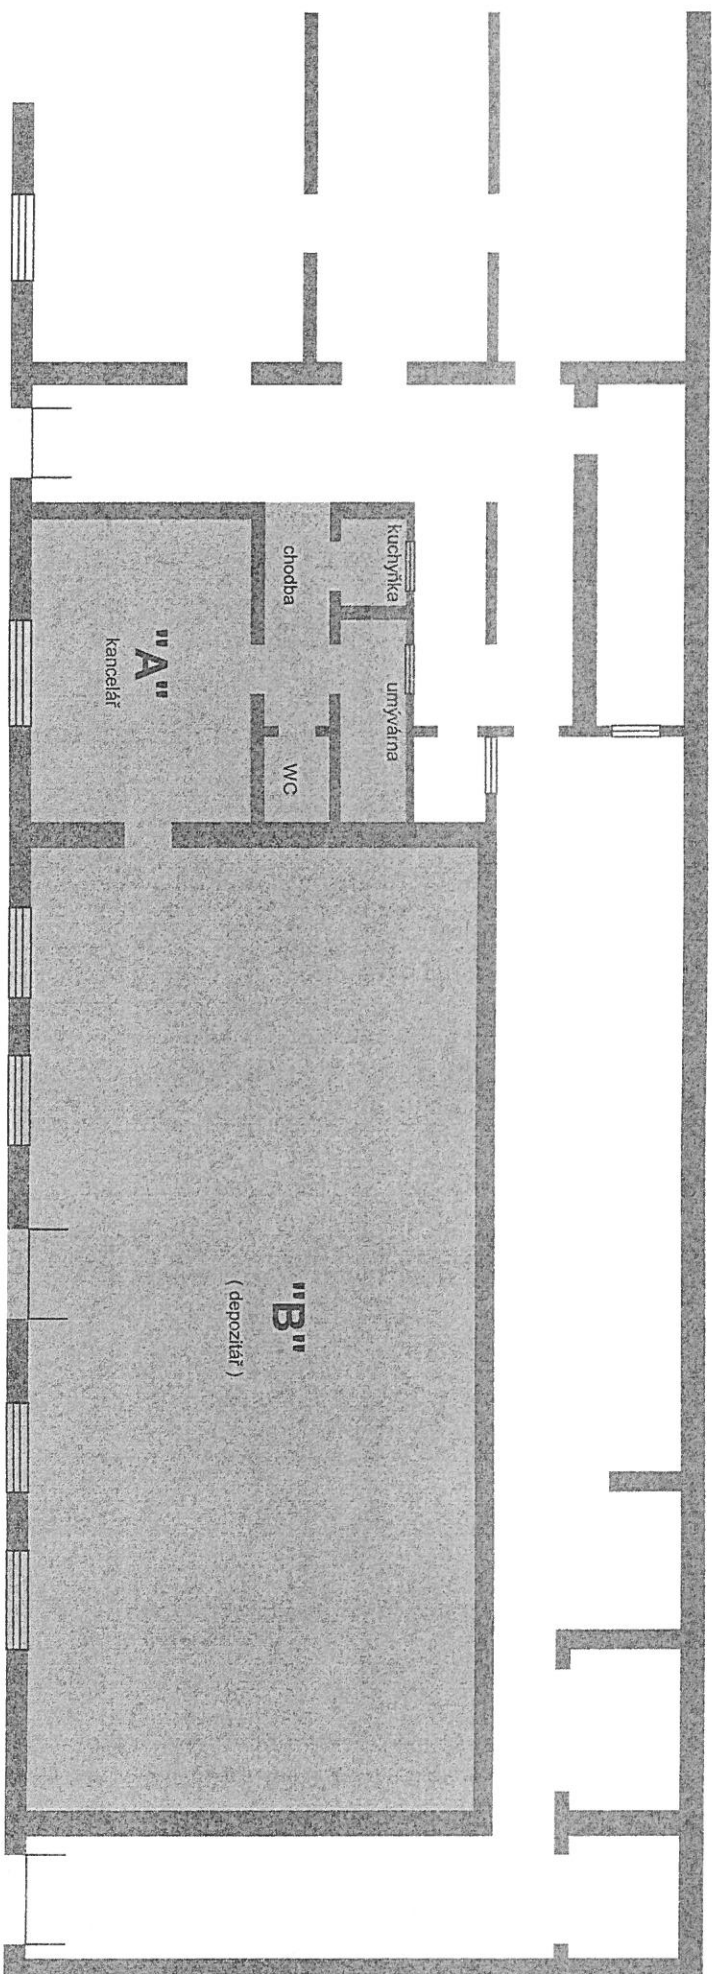 kuchyňka
umývárna
chodba
WC
"A"
kancelář
"B"
( depozitář )